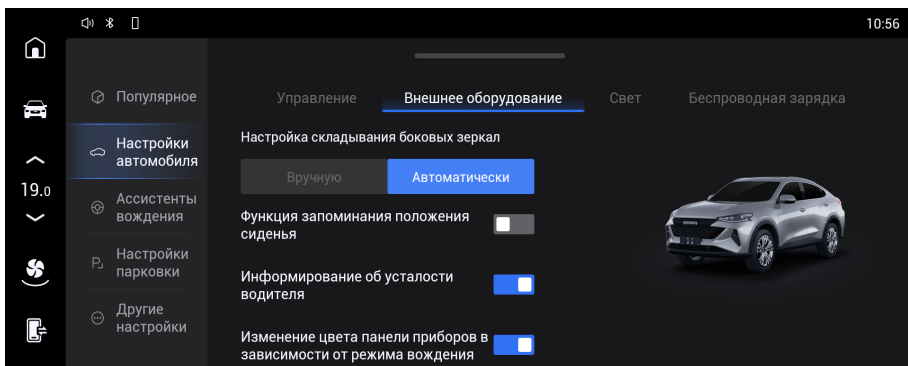 10:56
Популярное
Управление
Внешнее оборудование
Свет
Беспроводная зарядка
Настройки
автомобиля
Настройка складывания боковых зеркал
Вручную
Автоматически
19.0
Ассистенты
вождения
Функция запоминания положения
сиденья
Настройки
парковки
Информирование об усталости
водителя
Другие
настройки
Изменение цвета панели приборов в
зависимости от режима вождения